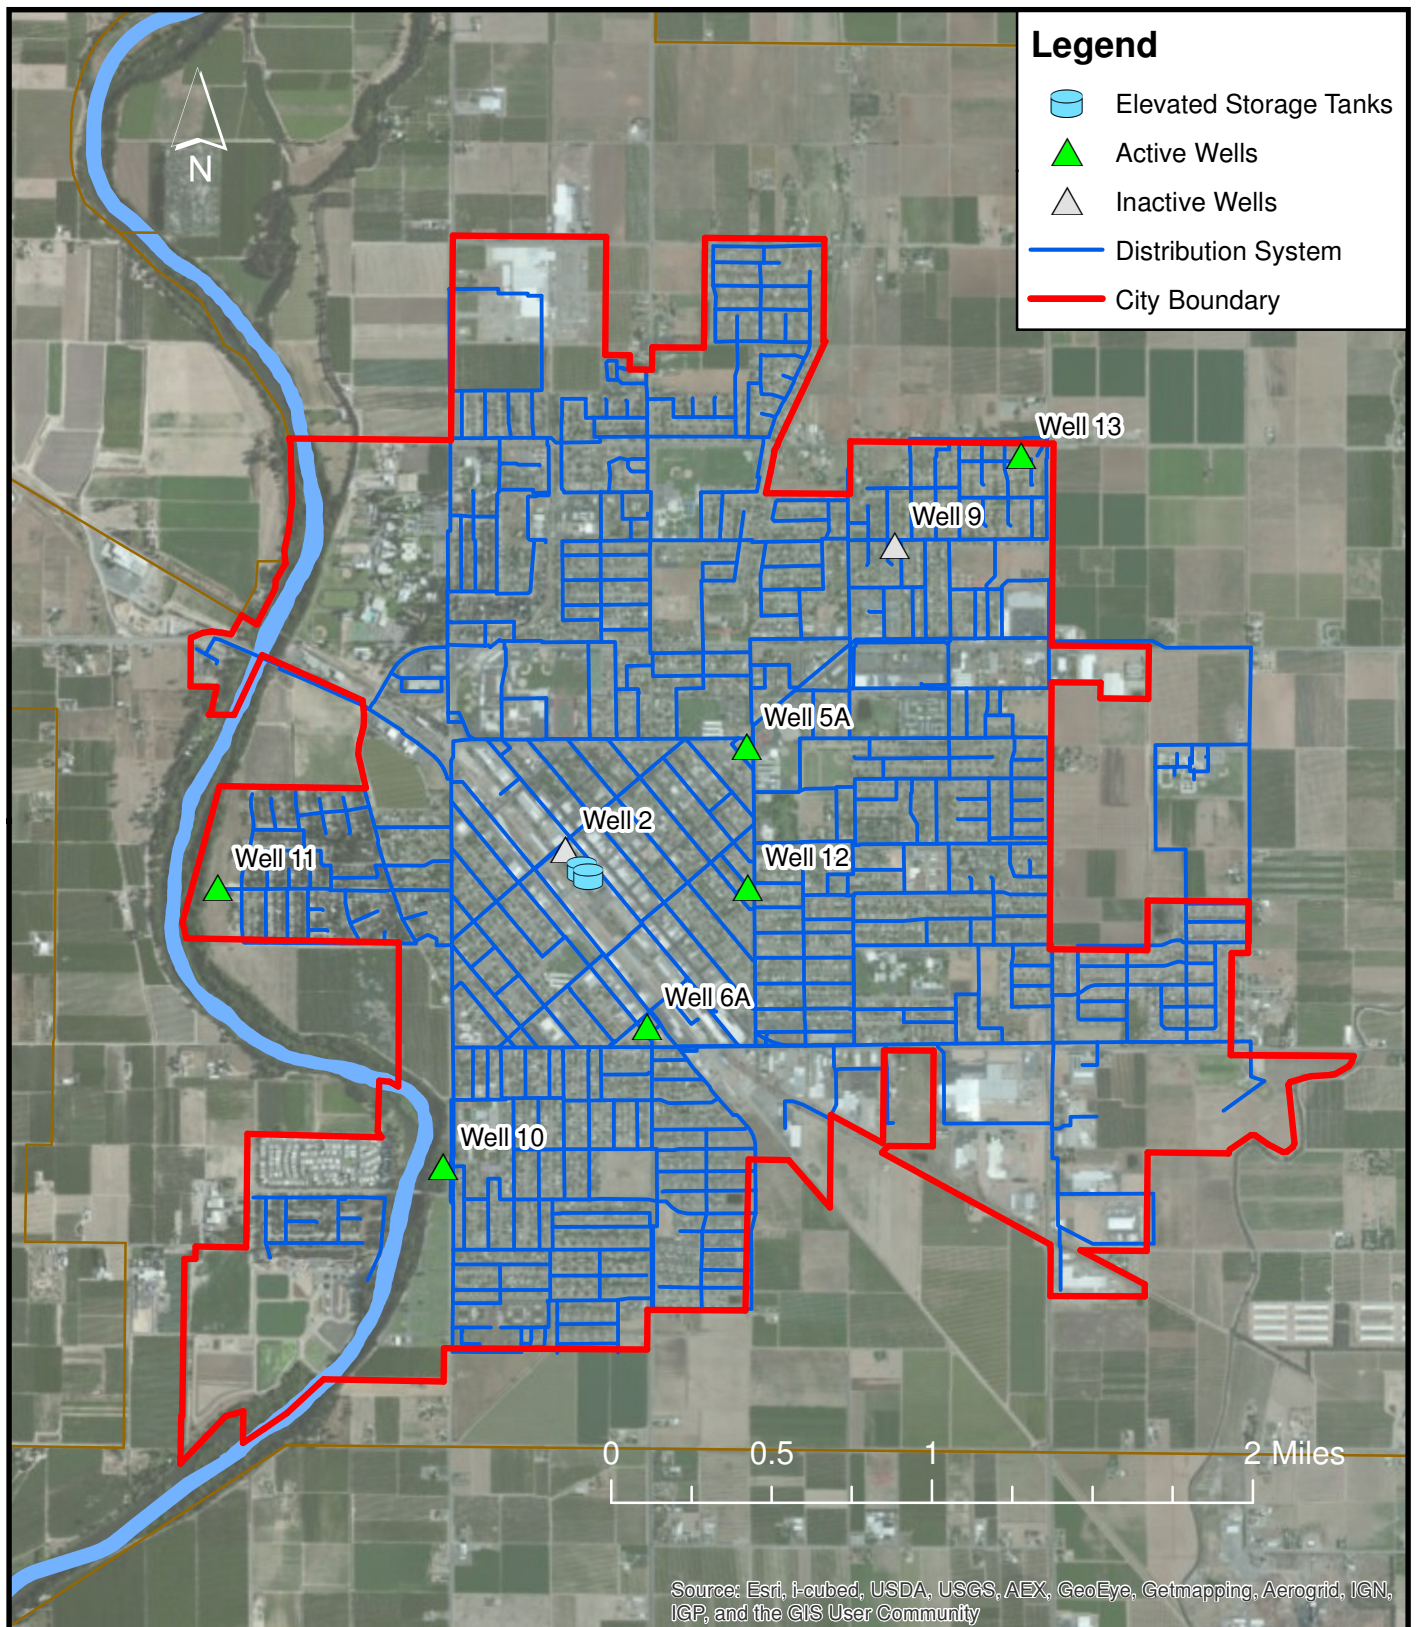 Legend
Elevated Storage Tanks
Active Wells
Inactive Wells
Distribution System
City Boundary
N
Well 13
Well 9
Well 5A
Well 2
Well 11
Well 12
Well 6A
Well 10
0 0.5 1 2 Miles
Source: Esri, i-cubed, USDA, USGS, AEX, GeoEye, Getmapping, Aerogrid, IGN,
IGP, and the GIS User Community